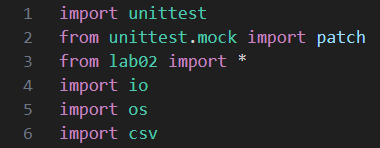 1 import unittest
2 from unittest.mock import patch
3 from lab02 import *
4 import io
5 import os
6 import csv